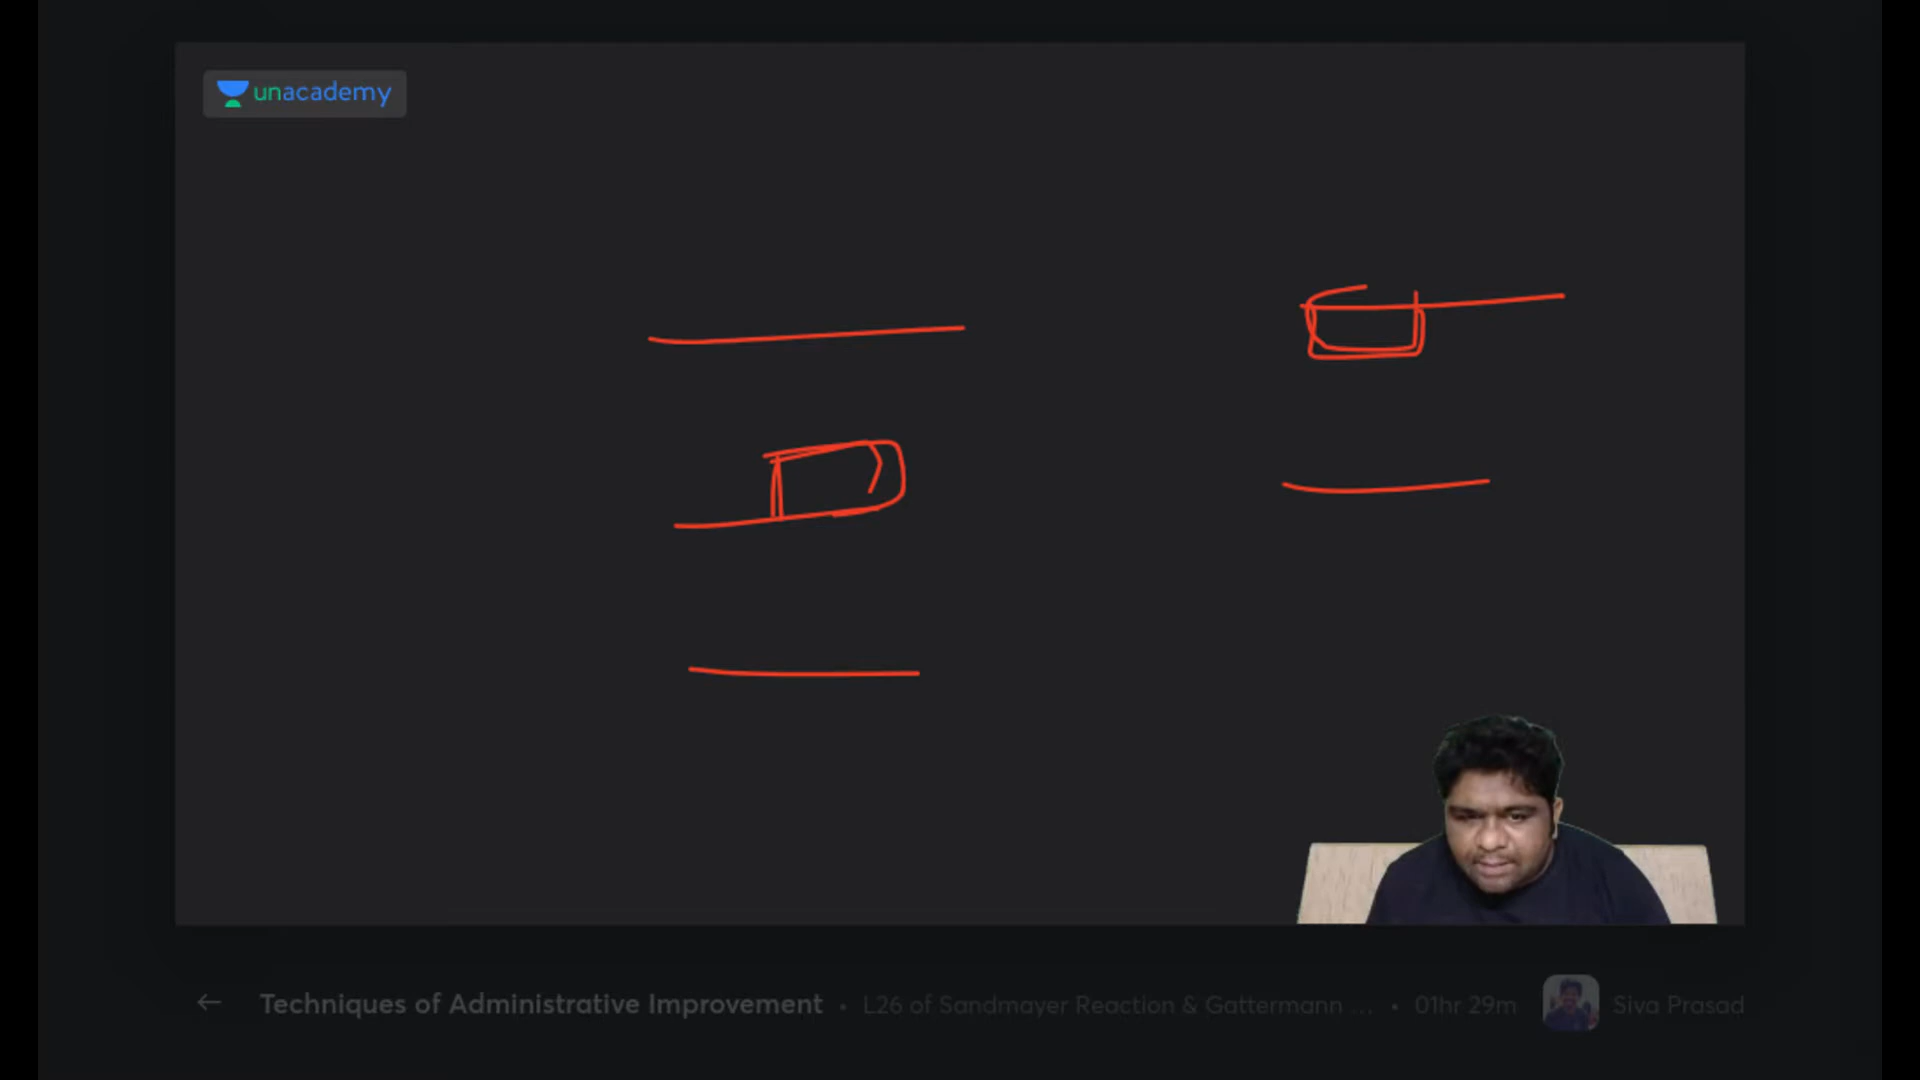 unacademy
Techniques of Administrative Improvement • L26 of Sandmayer Reaction & Gattermann ... • 01hr 29m Siva Prasad